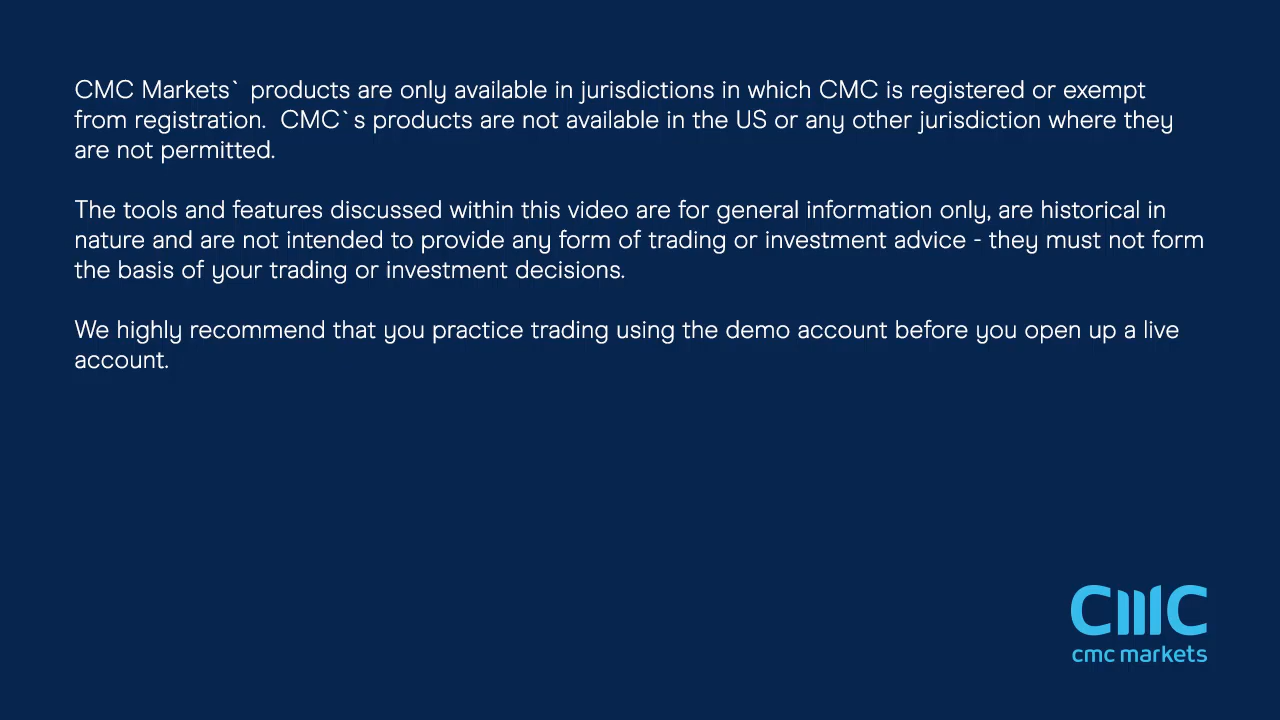 CMC Markets` products are only available in jurisdictions in which CMC is registered or exempt
from registration.  CMC`s products are not available in the US or any other jurisdiction where they
are not permitted.
The tools and features discussed within this video are for general information only, are historical in
nature and are not intended to provide any form of trading or investment advice - they must not form
the basis of your trading or investment decisions.
We highly recommend that you practice trading using the demo account before you open up a live
account.
CMC
cmc markets